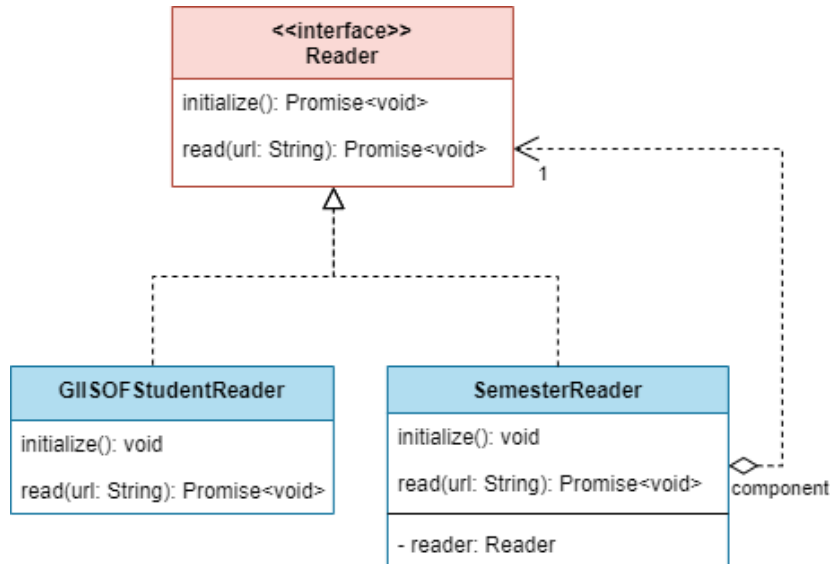 <<interface>>
Reader
initialize(): Promise<void>
read(url: String): Promise<void>
1
GIISOFStudentReader
initialize(): void
read(url: String): Promise<void>
SemesterReader
initialize(): void
read(url: String): Promise<void>
- reader: Reader
component